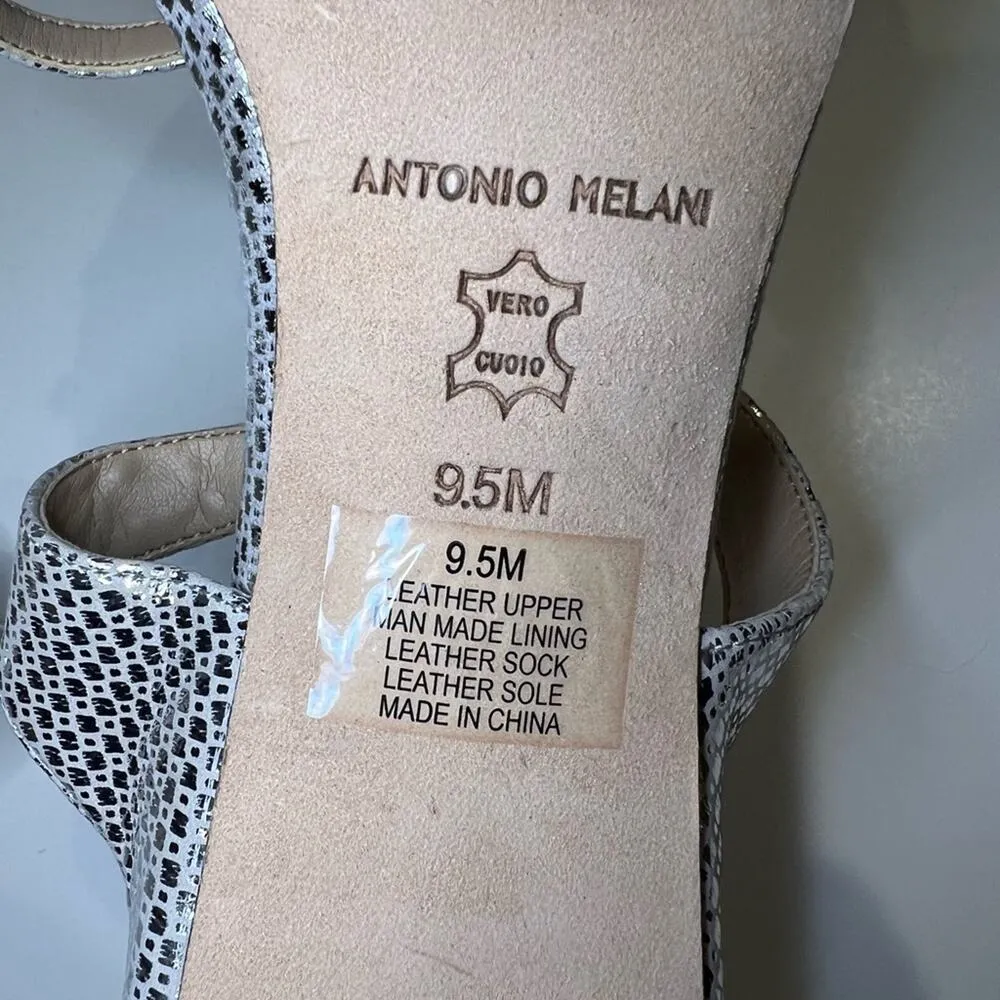 ANTONIO MELANI
VERO
CUOIO
9.5M
9.5M
LEATHER UPPER
MAN MADE LINING
LEATHER SOCK
LEATHER SOLE
MADE IN CHINA